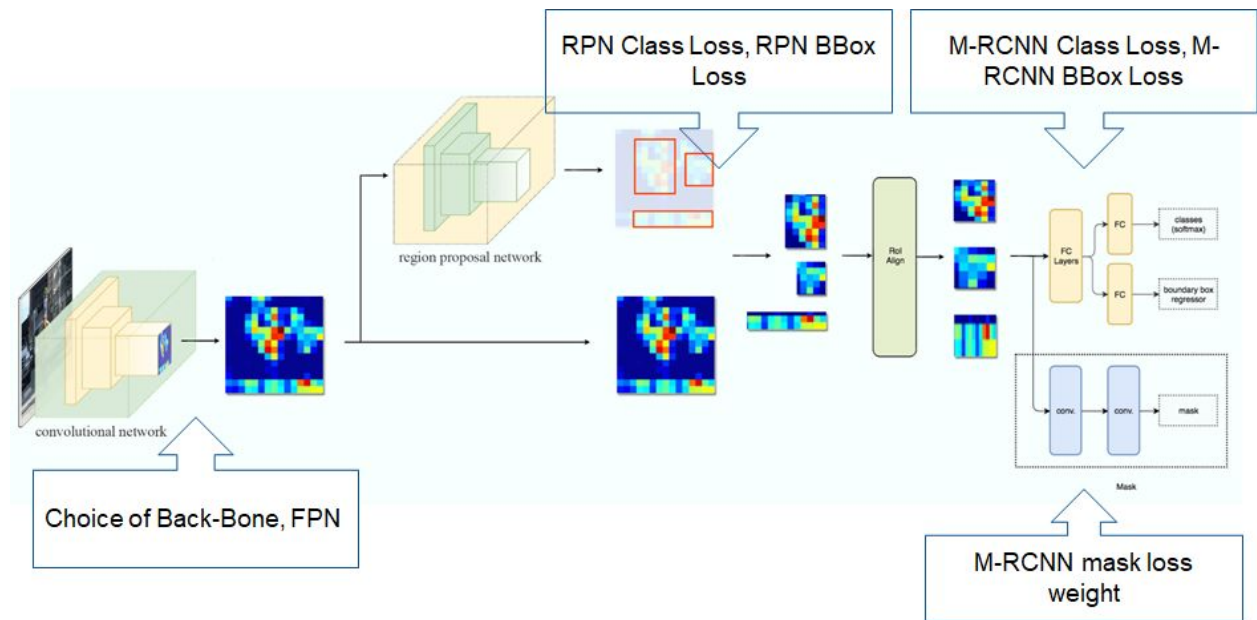 RPN Class Loss, RPN BBox
Loss
M-RCNN Class Loss, M-
RCNN BBox Loss
region proposal network
RoI
Align
FC
Layers
FC
classes
(softmax)
FC
boundary box
regressor
convolutional network
conv.
conv.
mask
Mask
Choice of Back-Bone, FPN
M-RCNN mask loss
weight